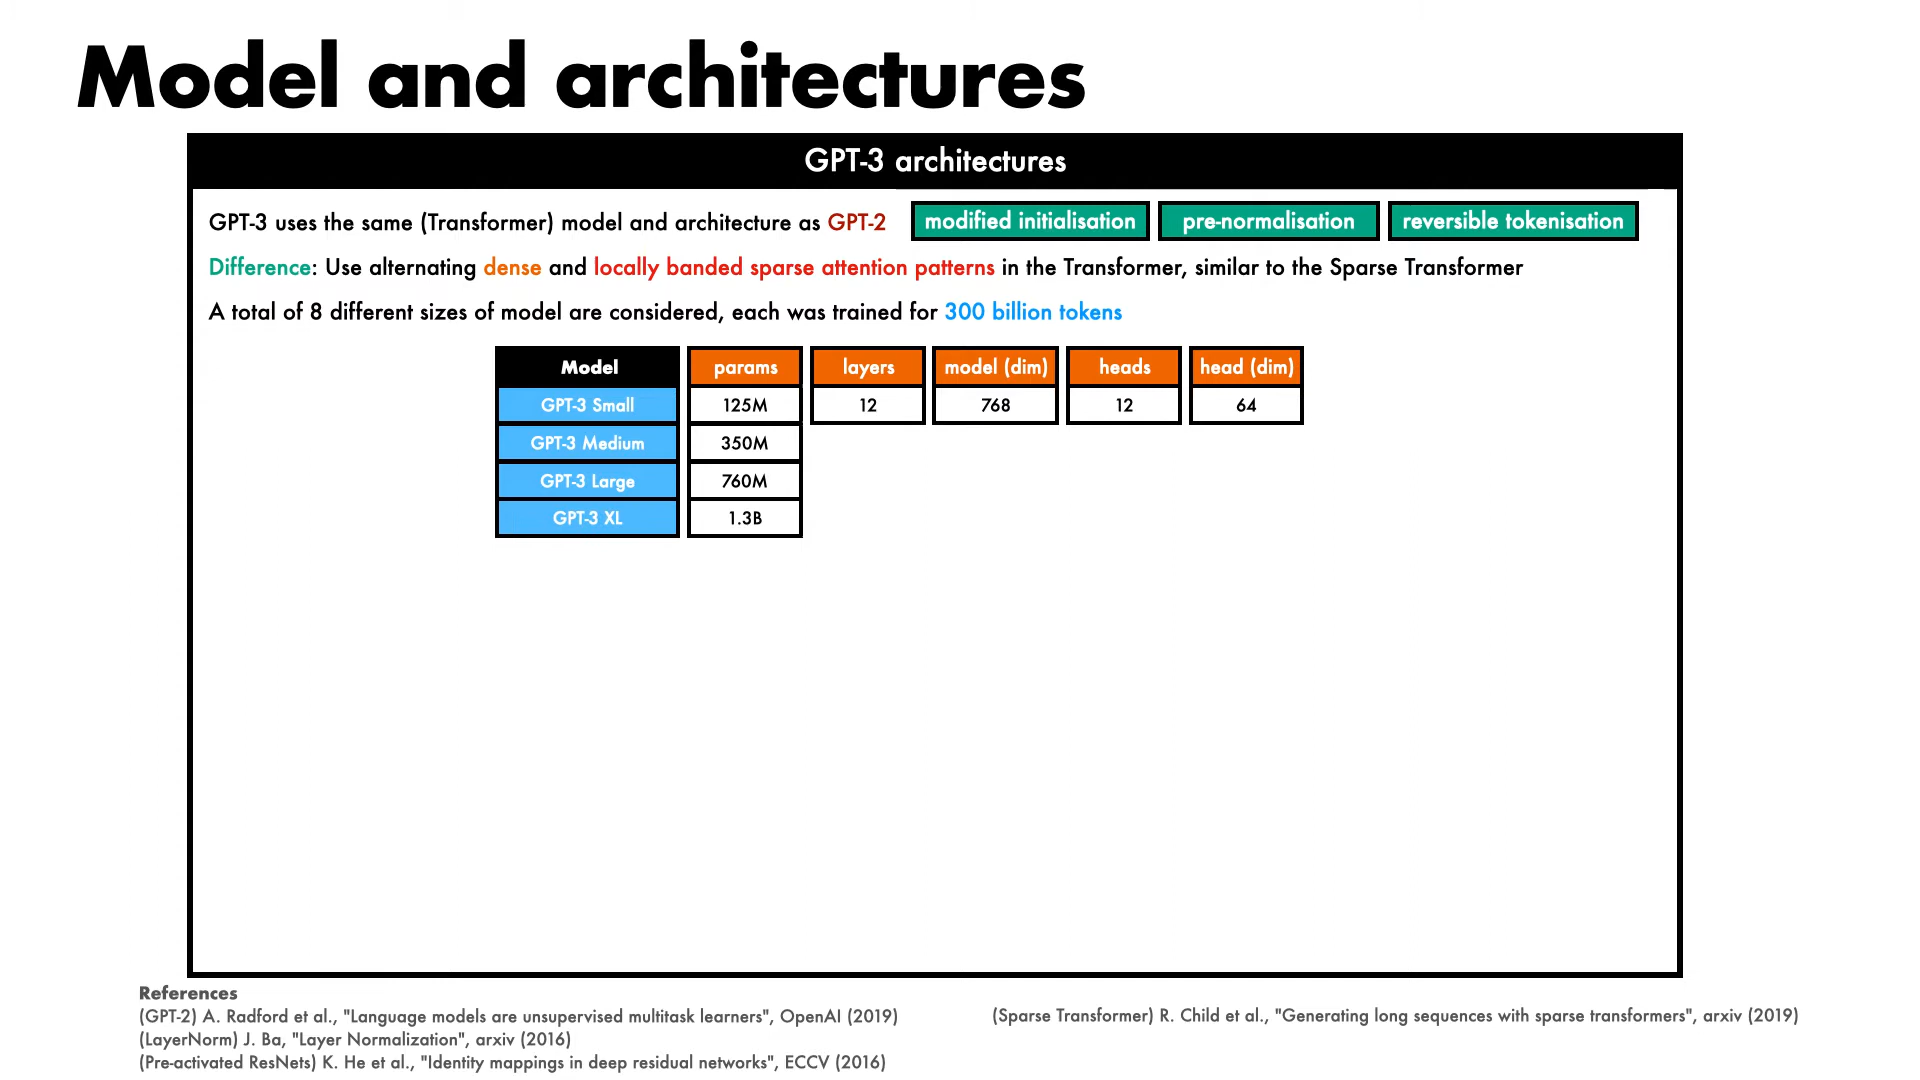 Model and architectures
GPT-3 architectures
GPT-3 uses the same (Transformer) model and architecture as GPT-2 modified initialisation pre-normalisation reversible tokenisation
Difference: Use alternating dense and locally banded sparse attention patterns in the Transformer, similar to the Sparse Transformer
A total of 8 different sizes of model are considered, each was trained for 300 billion tokens
Model params layers model (dim) heads head (dim)
GPT-3 Small 125M 12 768 12 64
GPT-3 Medium 350M
GPT-3 Large 760M
GPT-3 XL 1.3B
References
(GPT-2) A. Radford et al., "Language models are unsupervised multitask learners", OpenAI (2019)
(LayerNorm) J. Ba, "Layer Normalization", arxiv (2016)
(Pre-activated ResNets) K. He et al., "Identity mappings in deep residual networks", ECCV (2016)
(Sparse Transformer) R. Child et al., "Generating long sequences with sparse transformers", arxiv (2019)